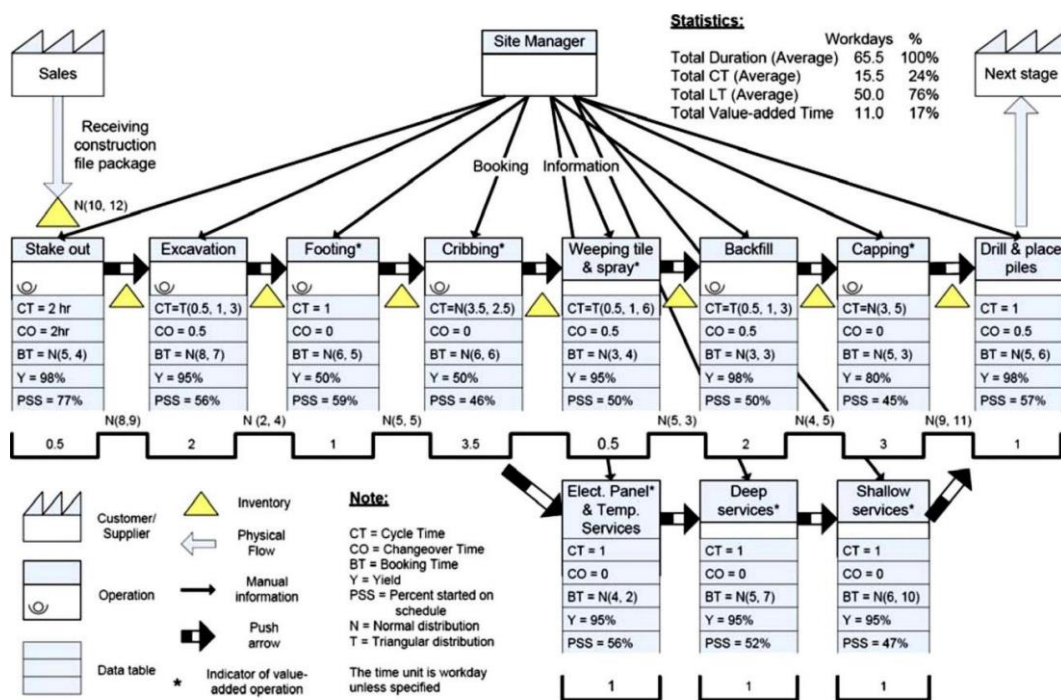 Sales
Receiving
construction
file package
N(10, 12)
Site Manager
Booking Information
Statistics:
Workdays %
Total Duration (Average) 65.5 100%
Total CT (Average) 15.5 24%
Total LT (Average) 50.0 76%
Total Value-added Time 11.0 17%
Next stage
Stake out
CT = 2 hr
CO = 2hr
BT = N(5, 4)
Y = 98%
PSS = 77%
Excavation
CT=T(0.5, 1, 3)
CO = 0.5
BT = N(8, 7)
Y = 95%
PSS = 56%
Footing*
CT = 1
CO = 0
BT = N(6, 5)
Y = 50%
PSS = 59%
Cribbing*
CT=N(3.5, 2.5)
CO = 0
BT = N(6, 6)
Y = 50%
PSS = 46%
Weeping tile
& spray*
CT=T(0.5, 1, 6)
CO = 0.5
BT = N(3, 4)
Y = 95%
PSS = 50%
Backfill
CT=T(0.5, 1, 3)
CO = 0.5
BT = N(3, 3)
Y = 98%
PSS = 50%
Capping*
CT=N(3, 5)
CO = 0
BT = N(5, 3)
Y = 80%
PSS = 45%
Drill & place
piles
CT = 1
CO = 0.5
BT = N(5, 6)
Y = 98%
PSS = 57%
N(8,9)
N (2, 4)
N(5, 5)
N(5, 3)
N(4, 5)
N(9, 11)
0.5
2
1
3.5
0.5
2
3
1
Elect. Panel*
& Temp.
Services
CT = 1
CO = 0
BT = N(4, 2)
Y = 95%
PSS = 56%
1
Deep
services*
CT = 1
CO = 0
BT = N(5, 7)
Y = 95%
PSS = 52%
1
Shallow
services*
CT = 1
CO = 0
BT = N(6, 10)
Y = 95%
PSS = 47%
1
Customer/
Supplier
Operation
Data table
Inventory
Physical
Flow
Manual
information
Push
arrow
* Indicator of value-
added operation
Note:
CT = Cycle Time
CO = Changeover Time
BT = Booking Time
Y = Yield
PSS = Percent started on
schedule
N = Normal distribution
T = Triangular distribution
The time unit is workday
unless specified